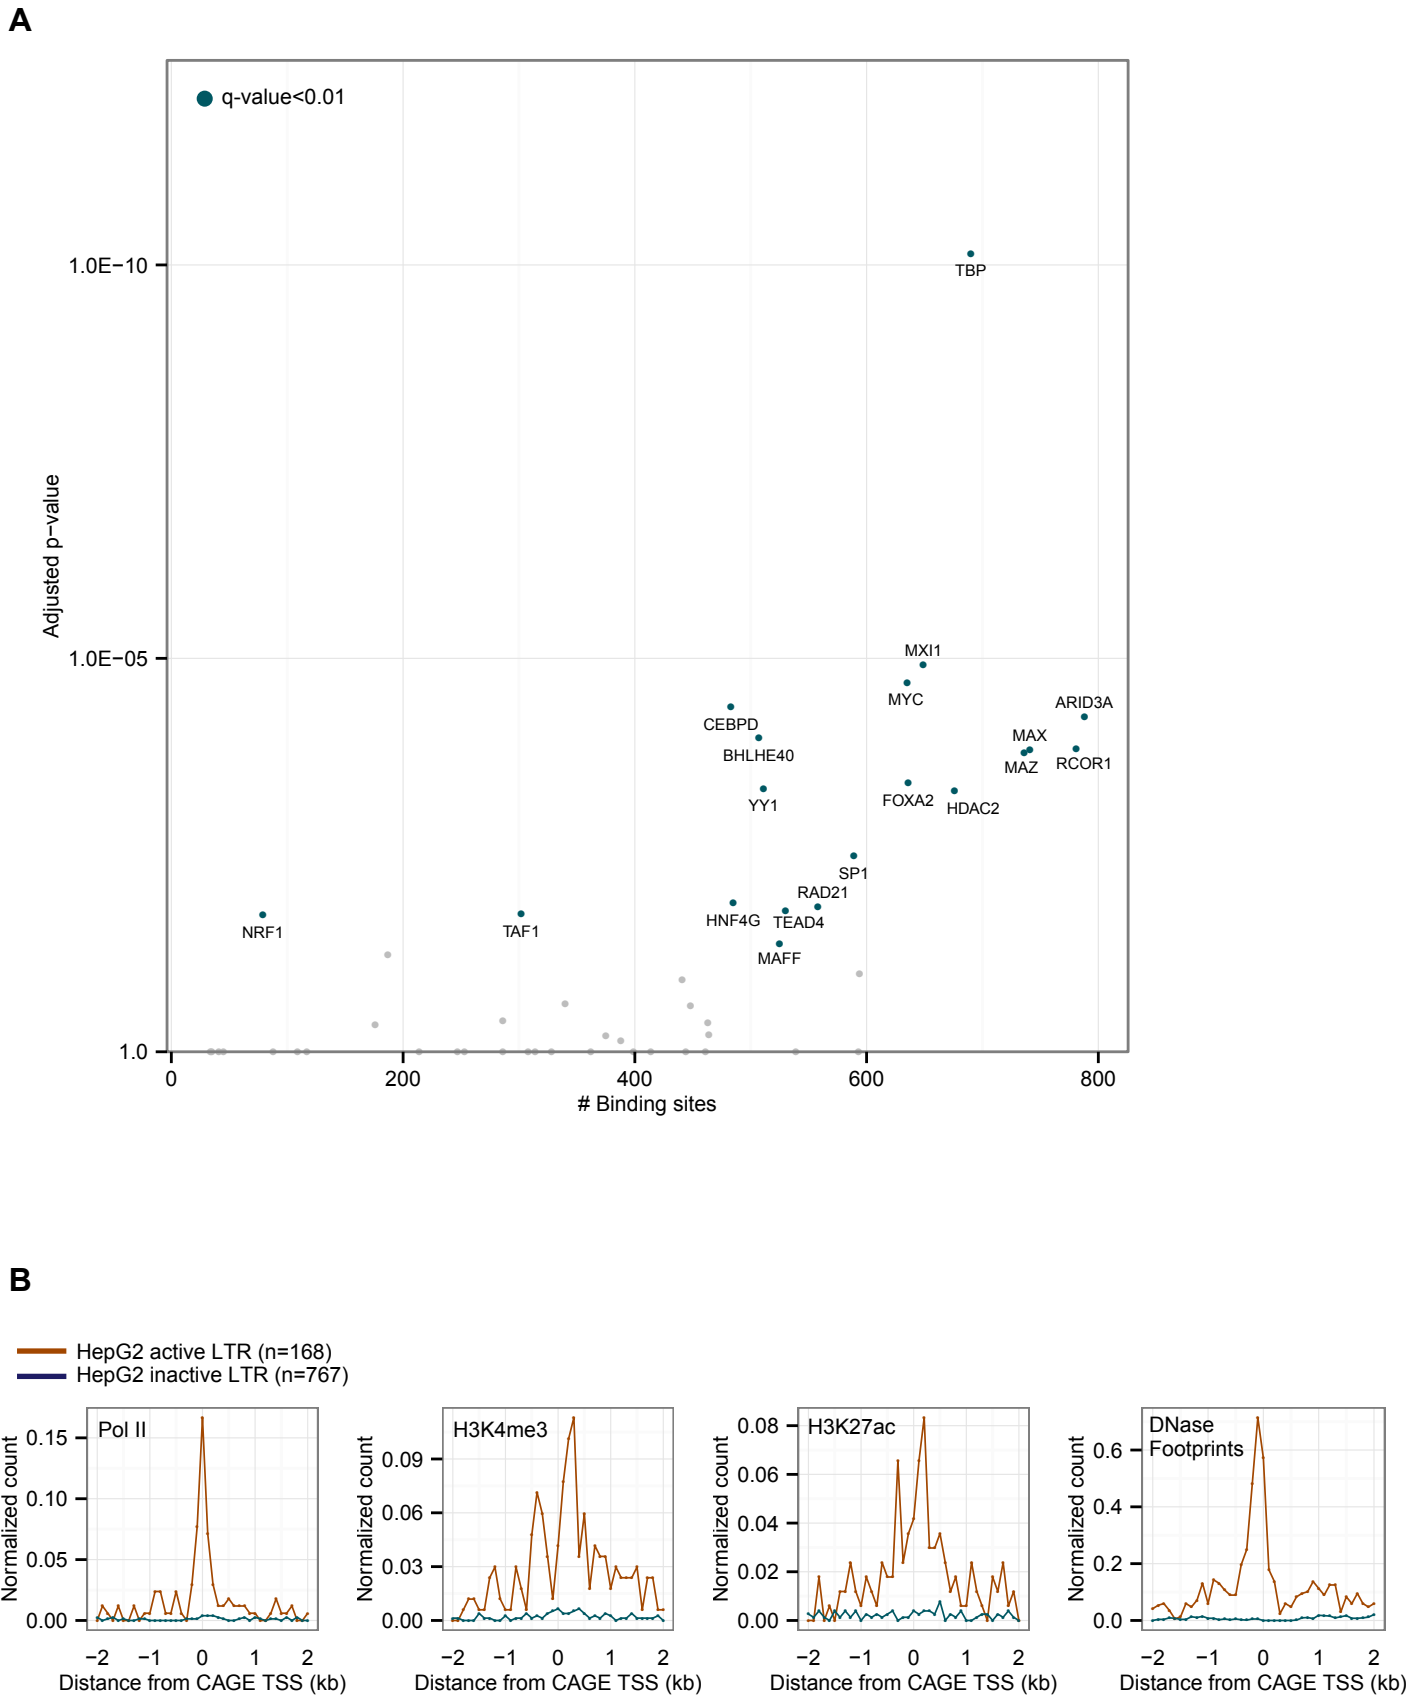 A
q-value<0.01
1.0E−10
1.0E−05
1.0
Adjusted p−value
TBP
MXI1
MYC
CEBPD
ARID3A
BHLHE40
MAX
MAZ
RCOR1
YY1
FOXA2
HDAC2
SP1
RAD21
HNF4G
TEAD4
NRF1
TAF1
MAFF
0 200 400 600 800
# Binding sites
B
HepG2 active LTR (n=168)
HepG2 inactive LTR (n=767)
Pol II
Normalized count
0.15
0.10
0.05
0.00
−2 −1 0 1 2
Distance from CAGE TSS (kb)
H3K4me3
Normalized count
0.09
0.06
0.03
0.00
−2 −1 0 1 2
Distance from CAGE TSS (kb)
H3K27ac
Normalized count
0.08
0.06
0.04
0.02
0.00
−2 −1 0 1 2
Distance from CAGE TSS (kb)
DNase
Footprints
Normalized count
0.6
0.4
0.2
0.0
−2 −1 0 1 2
Distance from CAGE TSS (kb)